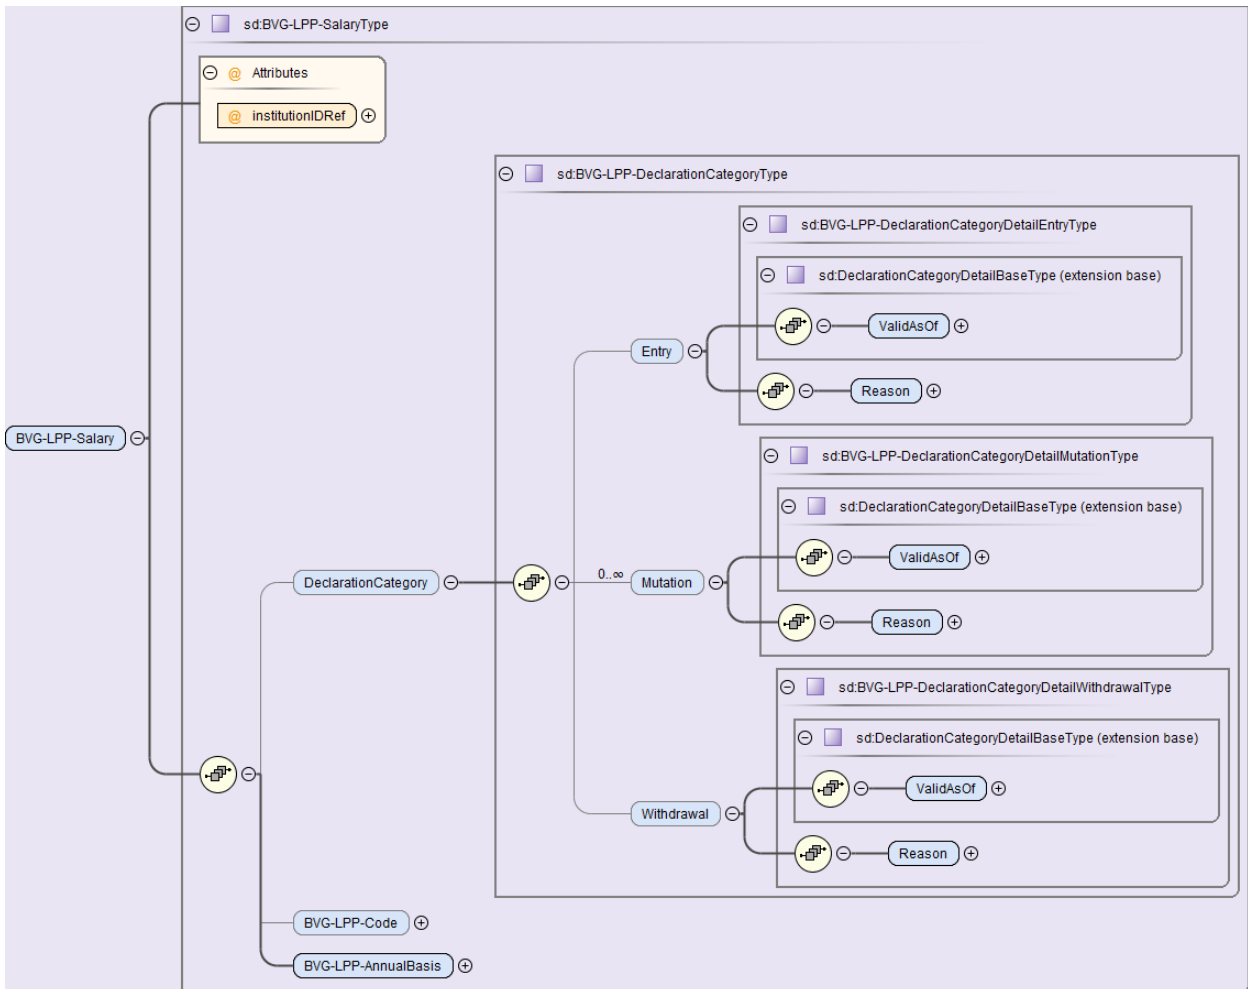 sd:BVG-LPP-SalaryType
@ Attributes
@ institutionIDRef
sd:BVG-LPP-DeclarationCategoryType
sd:BVG-LPP-DeclarationCategoryDetailEntryType
sd:DeclarationCategoryDetailBaseType (extension base)
ValidAsOf
Entry
Reason
BVG-LPP-Salary
sd:BVG-LPP-DeclarationCategoryDetailMutationType
sd:DeclarationCategoryDetailBaseType (extension base)
ValidAsOf
DeclarationCategory
0..∞
Mutation
Reason
sd:BVG-LPP-DeclarationCategoryDetailWithdrawalType
sd:DeclarationCategoryDetailBaseType (extension base)
ValidAsOf
Withdrawal
Reason
BVG-LPP-Code
BVG-LPP-AnnualBasis